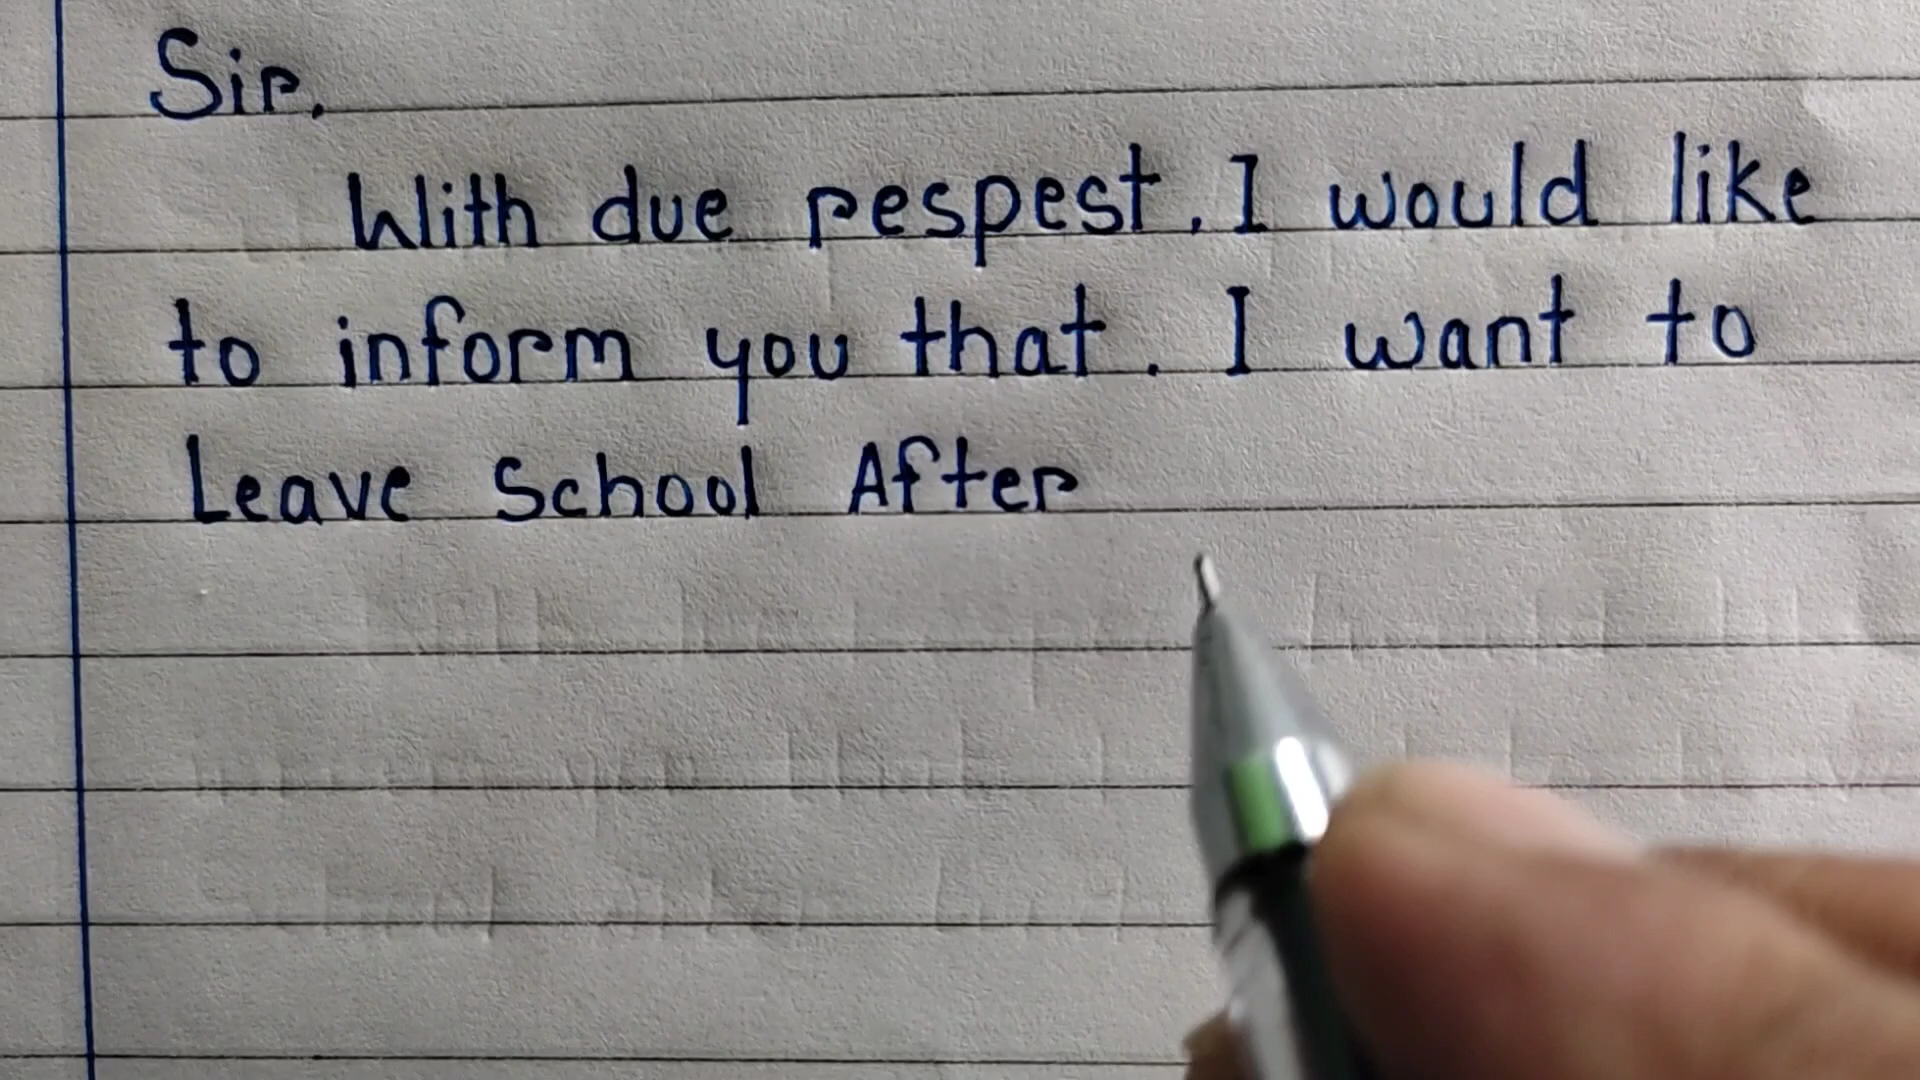 Sir,
With due respest, I would like
to inform you that. I want to
Leave School After